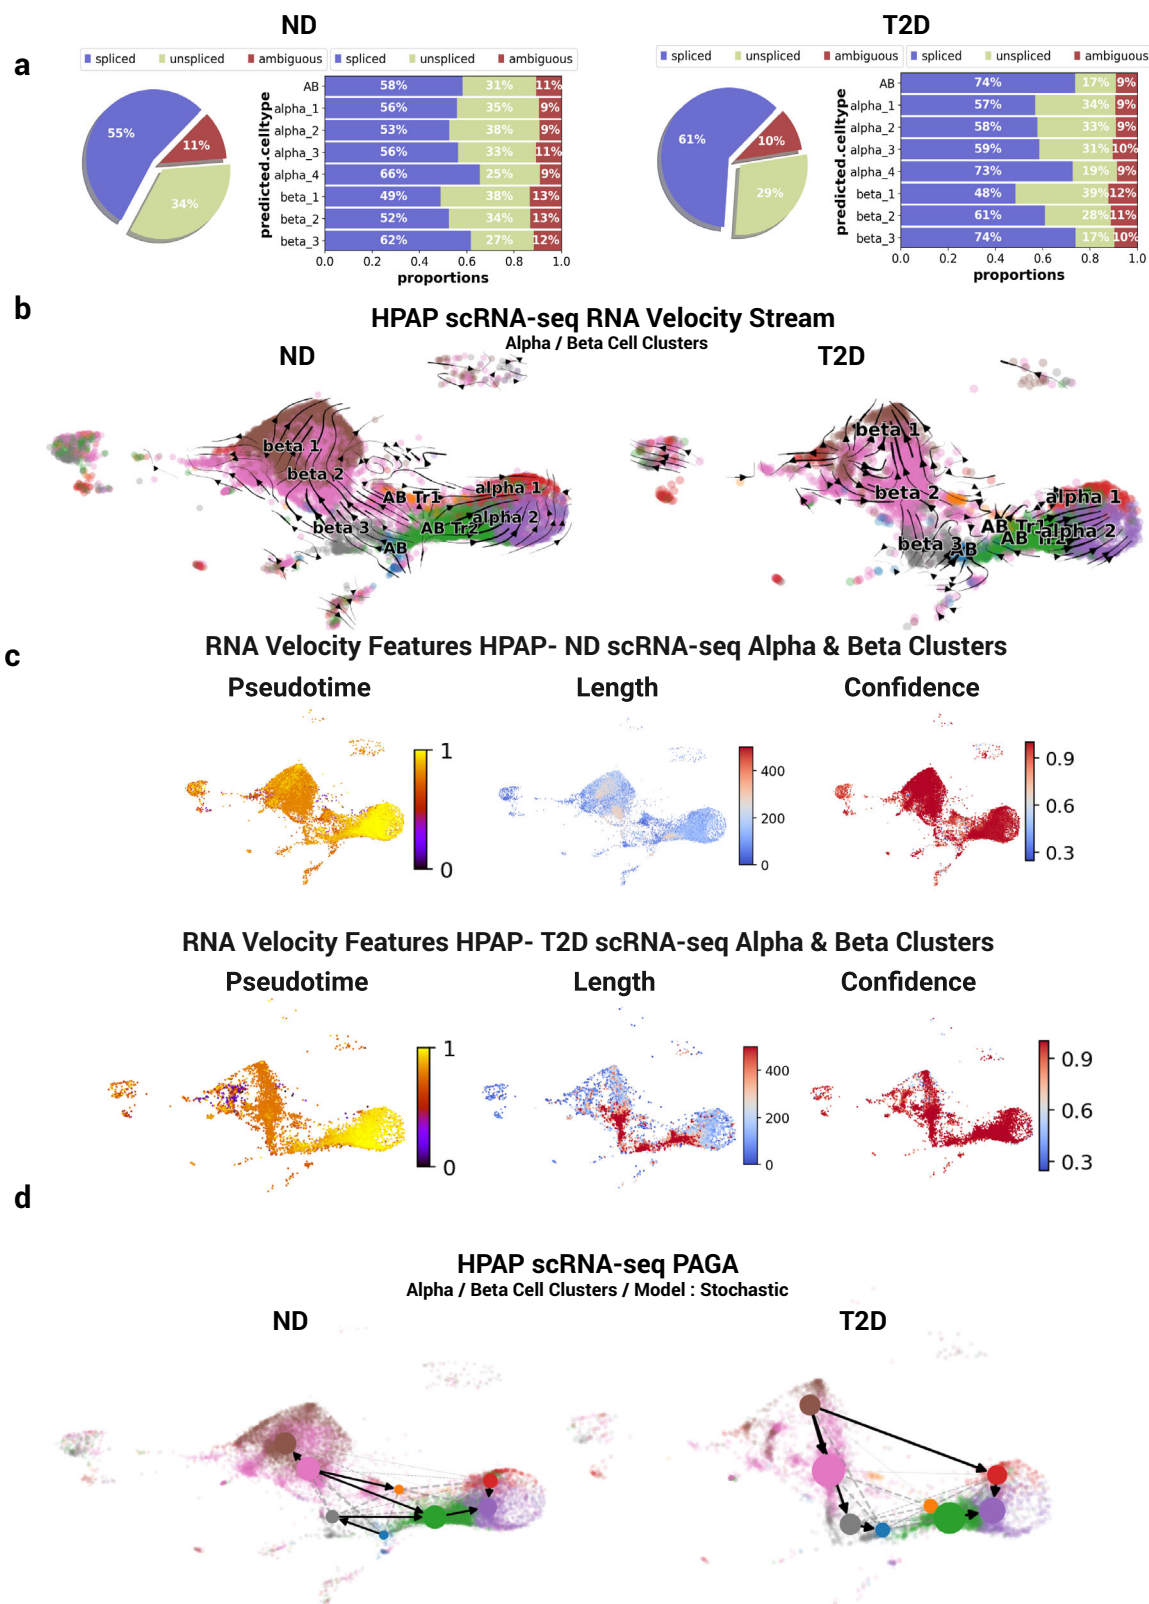 ND
T2D
a
spliced unspliced ambiguous spliced unspliced ambiguous
55%
11%
34%
predicted.celltype
AB 58% 31% 11%
alpha_1 56% 35% 9%
alpha_2 53% 38% 9%
alpha_3 56% 33% 11%
alpha_4 66% 25% 9%
beta_1 49% 38% 13%
beta_2 52% 34% 13%
beta_3 62% 27% 12%
0.0 0.2 0.4 0.6 0.8 1.0
proportions
spliced unspliced ambiguous spliced unspliced ambiguous
61%
10%
29%
predicted.celltype
AB 74% 17% 9%
alpha_1 57% 34% 9%
alpha_2 58% 33% 9%
alpha_3 59% 31% 10%
alpha_4 73% 19% 9%
beta_1 48% 39% 12%
beta_2 61% 28% 11%
beta_3 74% 17% 10%
0.0 0.2 0.4 0.6 0.8 1.0
proportions
b
HPAP scRNA-seq RNA Velocity Stream
Alpha / Beta Cell Clusters
ND
T2D
beta 1
beta 2
AB Tr1
alpha 1
beta 3
AB Tr2
alpha 2
AB
beta 1
beta 2
alpha 1
AB Tr1
alpha 2
beta 3
AB
AB Tr2
c
RNA Velocity Features HPAP- ND scRNA-seq Alpha & Beta Clusters
Pseudotime
Length
Confidence
1
0
400
200
0
0.9
0.6
0.3
RNA Velocity Features HPAP- T2D scRNA-seq Alpha & Beta Clusters
Pseudotime
Length
Confidence
1
0
400
200
0
0.9
0.6
0.3
d
HPAP scRNA-seq PAGA
Alpha / Beta Cell Clusters / Model : Stochastic
ND
T2D